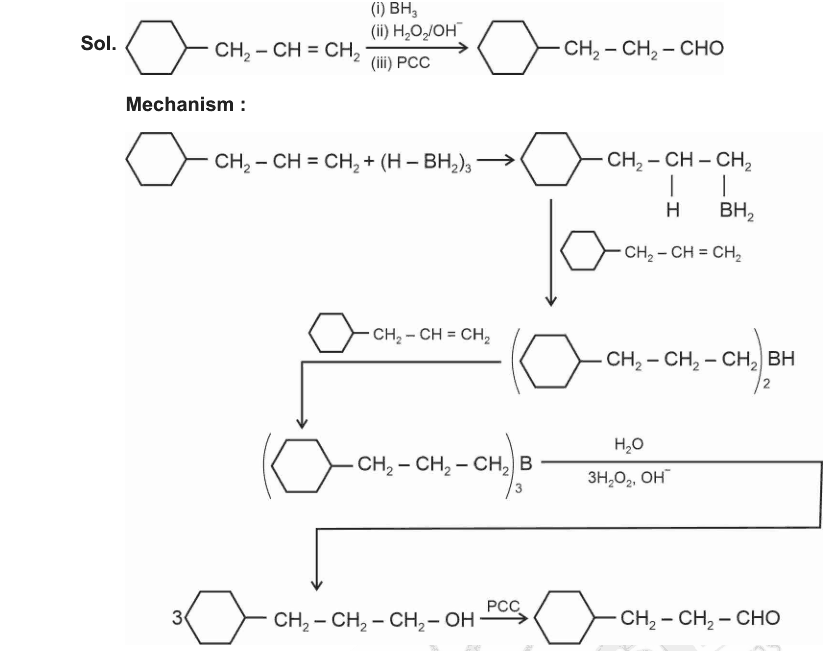 (i) BH₃
(ii) H₂O₂/OH⁻
Sol. CH₂ – CH = CH₂ (iii) PCC CH₂ – CH₂ – CHO
Mechanism :
CH₂ – CH = CH₂ + (H – BH₂)₃ CH₂ – CH – CH₂
H BH₂
CH₂ – CH = CH₂
CH₂ – CH = CH₂
( CH₂ – CH₂ – CH₂)₂ BH
( CH₂ – CH₂ – CH₂)₃ B H₂O
3H₂O₂, OH⁻
3 CH₂ – CH₂ – CH₂ – OH PCC CH₂ – CH₂ – CHO